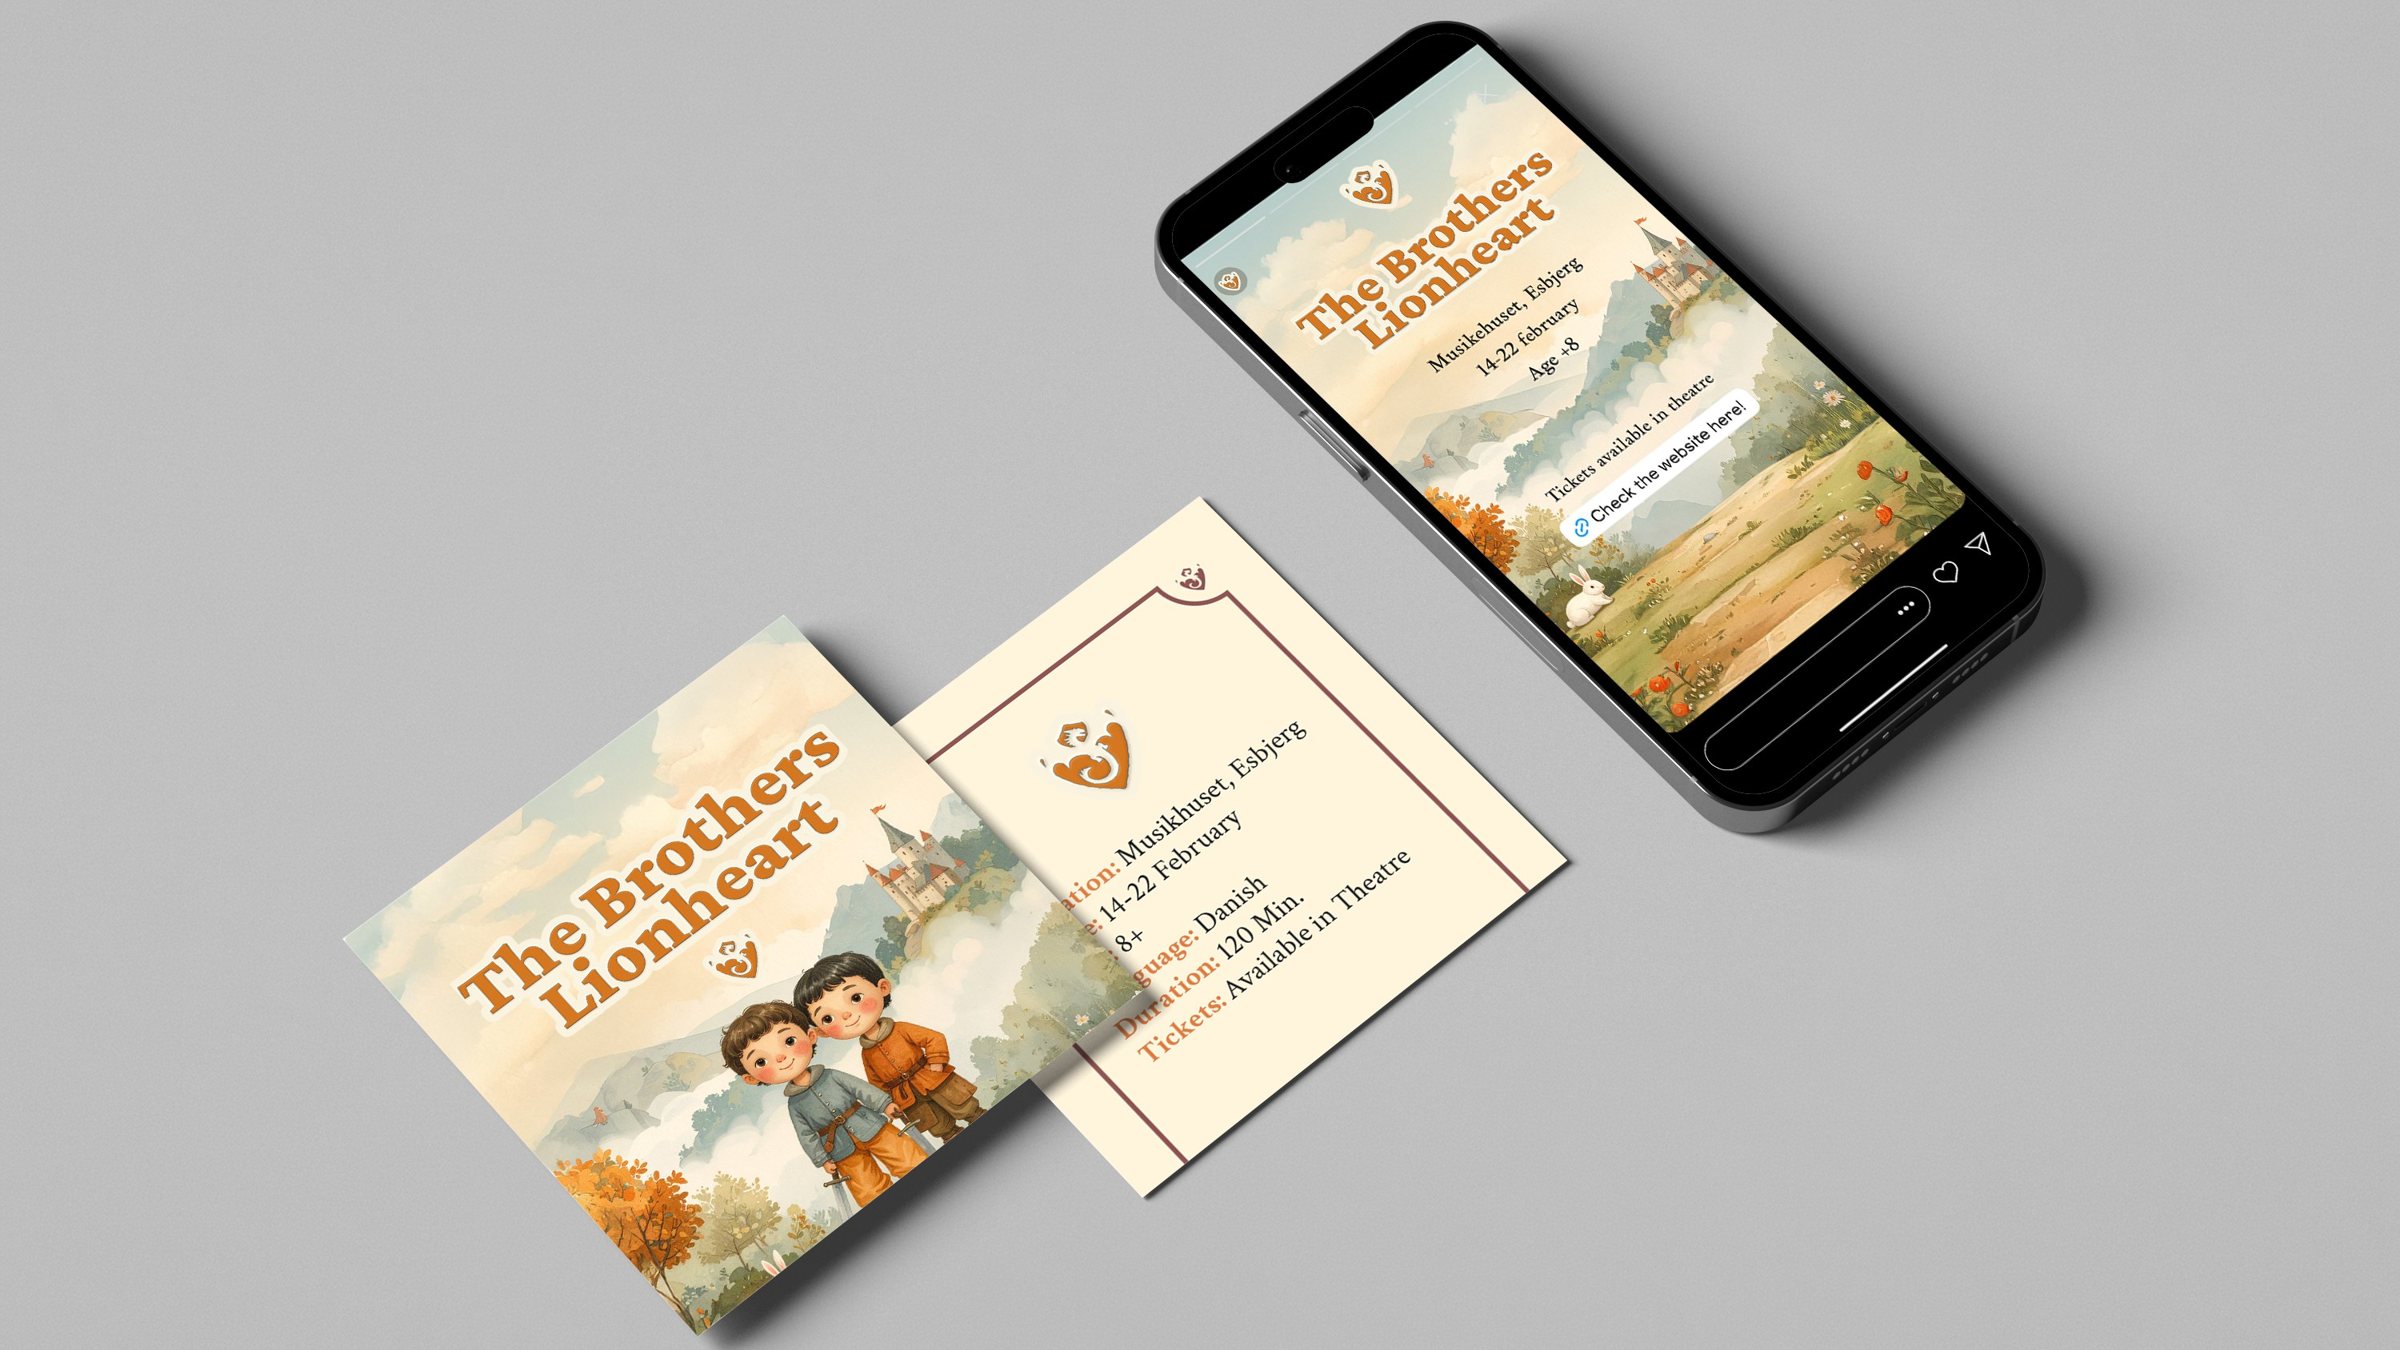 The Brothers
Lionheart
Musikehuset, Esbjerg
14-22 february
Age +8
Tickets available in theatre
Check the website here!
The Brothers
Lionheart
ation: Musikhuset, Esbjerg
e: 14-22 February
: 8+
guage: Danish
Duration: 120 Min.
Tickets: Available in Theatre